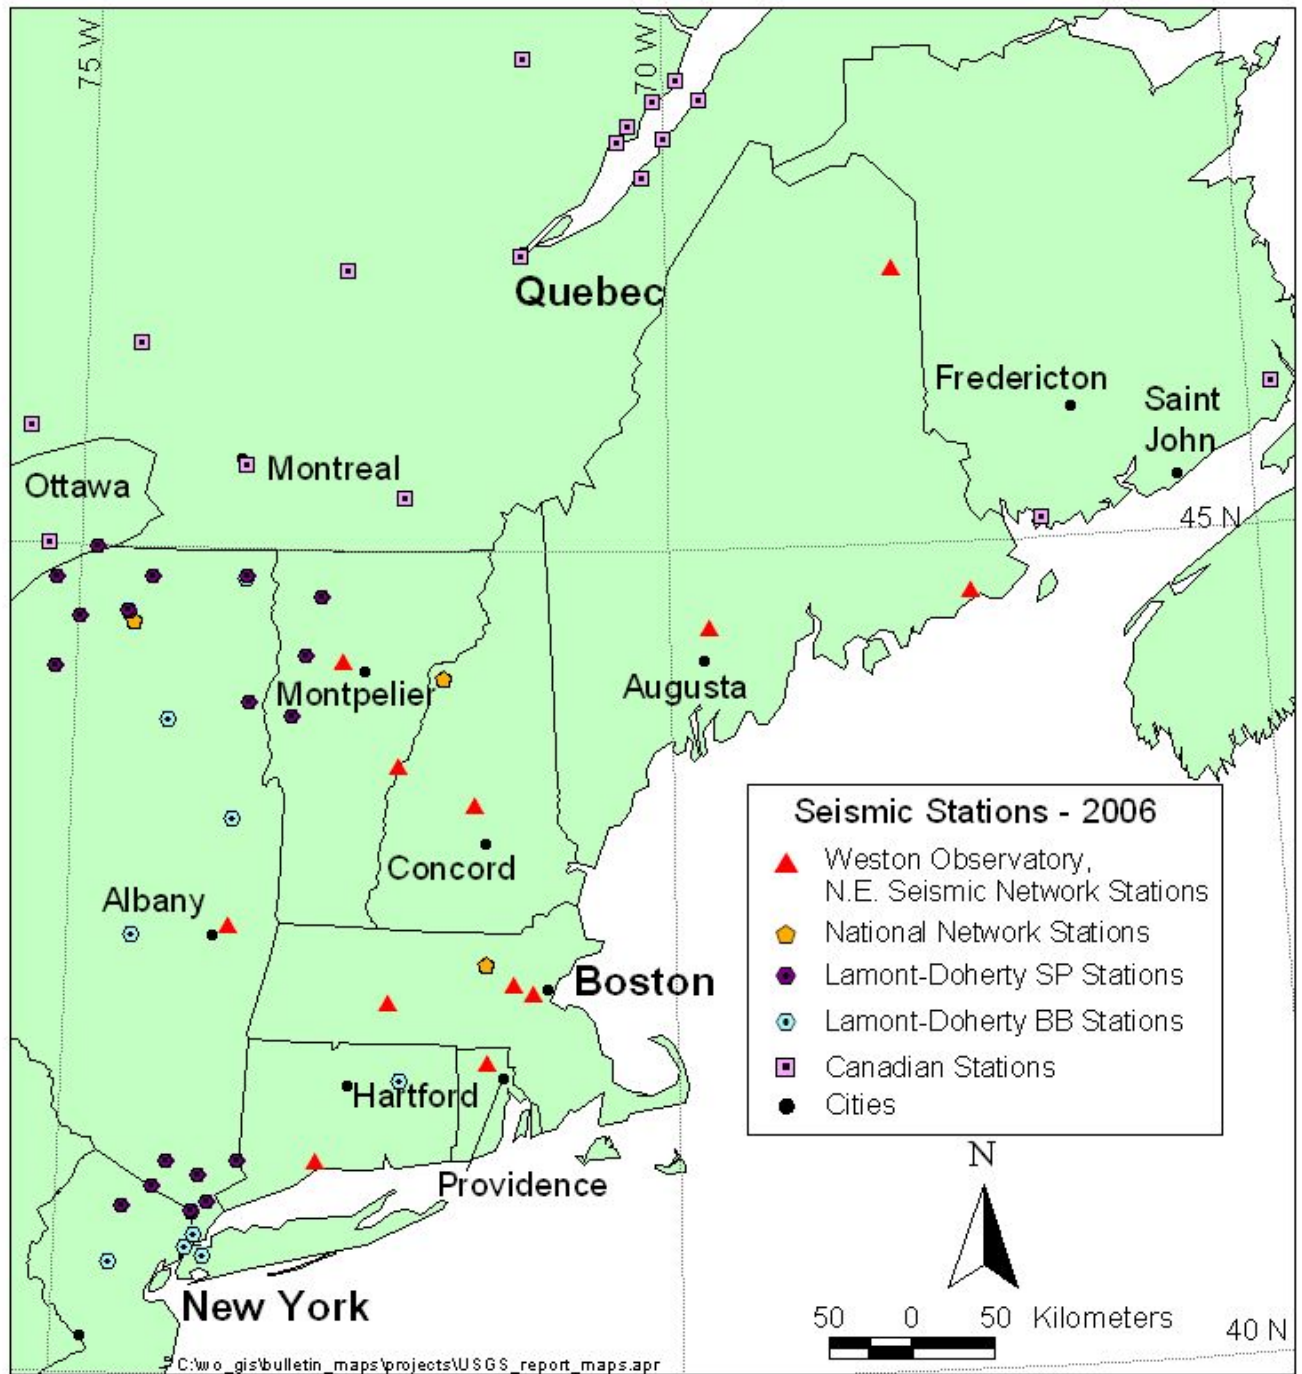 75 W
70 W
Quebec
Fredericton
Saint
John
Montreal
Ottawa
45 N
Montpelier
Augusta
Seismic Stations - 2006
Weston Observatory,
N.E. Seismic Network Stations
National Network Stations
Lamont-Doherty SP Stations
Lamont-Doherty BB Stations
Canadian Stations
Cities
Concord
Albany
Boston
Hartford
Providence
N
New York
50 0 50 Kilometers
40 N
C:\wo_gis\bulletin_maps\projects\USGS_report_maps.apr